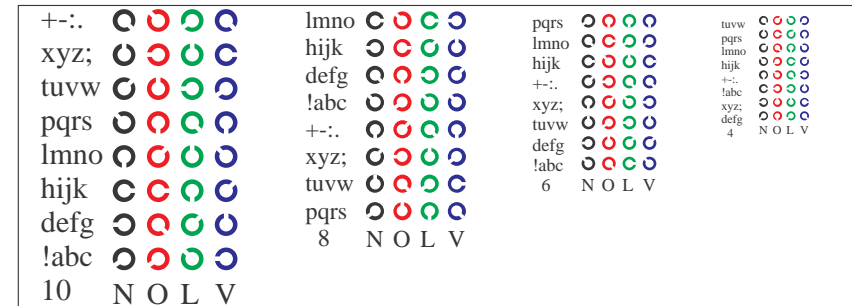 +-:.
xyz;
tuvw
pqrs
lmno
hijk
defg
!abc
10 N O L V
lmno
hijk
defg
!abc
+-:.
xyz;
tuvw
pqrs
8 N O L V
pqrs
lmno
hijk
+-:.
xyz;
tuvw
defg
!abc
6 N O L V
tuvw
pqrs
lmno
hijk
+-:.
!abc
xyz;
defg
4 N O L V